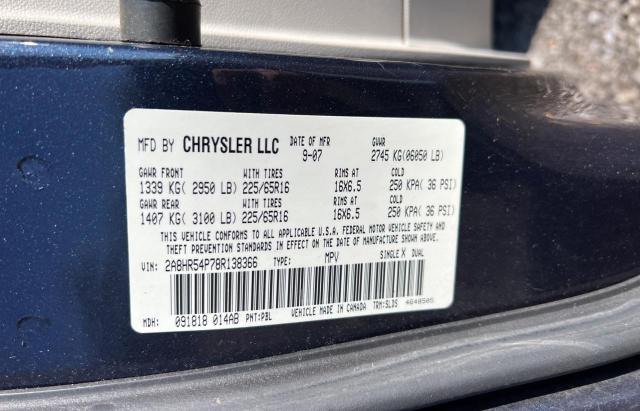 MFD BY CHRYSLER LLC DATE OF MFR 9-07 GVWR 2745 KG(06050 LB)
GAWR FRONT WITH TIRES RIMS AT COLD
1339 KG( 2950 LB) 225/65R16 16X6.5 250 KPA( 36 PSI)
GAWR REAR WITH TIRES RIMS AT COLD
1407 KG( 3100 LB) 225/65R16 16X6.5 250 KPA( 36 PSI)
THIS VEHICLE CONFORMS TO ALL APPLICABLE U.S.A. FEDERAL MOTOR VEHICLE SAFETY AND
THEFT PREVENTION STANDARDS IN EFFECT ON THE DATE OF MANUFACTURE SHOWN ABOVE.
VIN: 2A8HR54P78R138366 TYPE: MPV SINGLE X DUAL
MDH: 091818 014AB PNT:PBL VEHICLE MADE IN CANADA TRM:SLDS 4648505